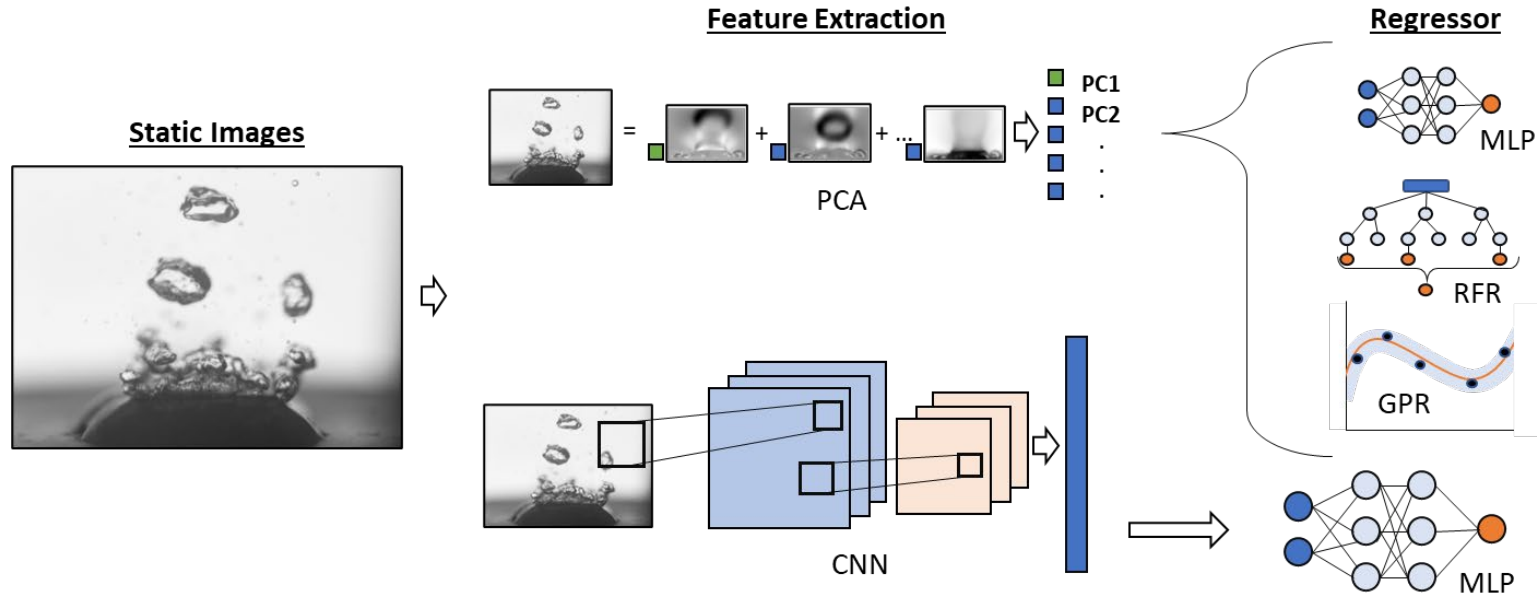 Static Images
Feature Extraction
Regressor
=
+
+ ...
PC1
PC2
.
.
.
PCA
CNN
MLP
RFR
GPR
MLP